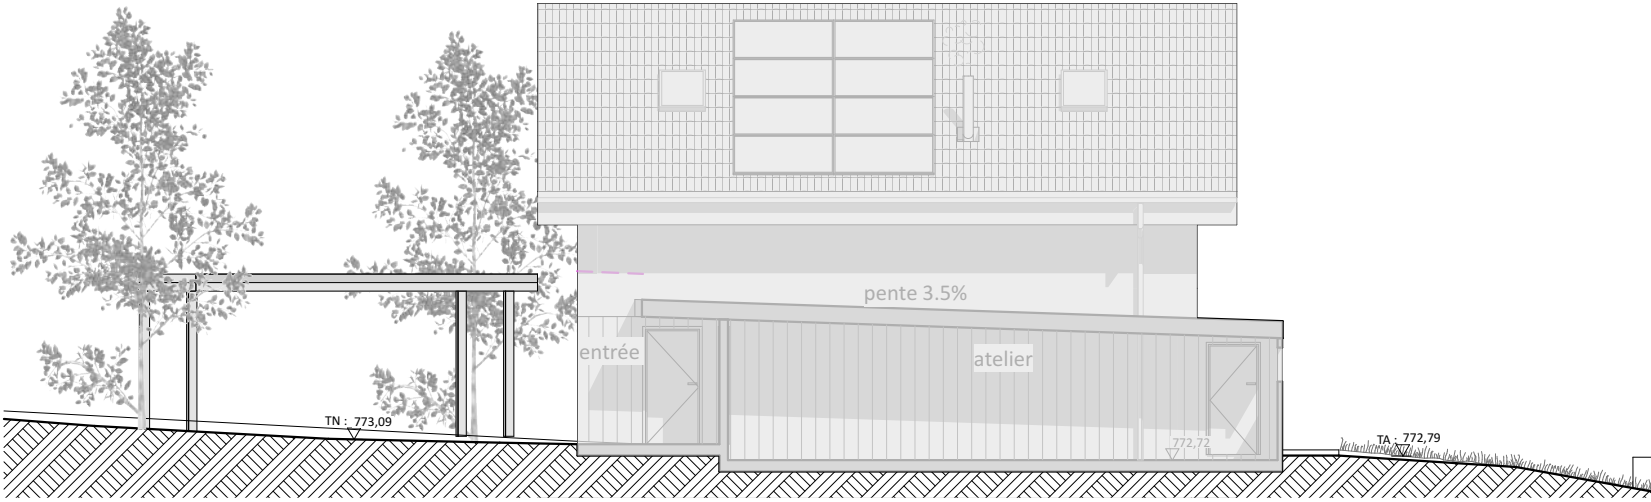 pente 3.5%
entrée
atelier
TN : 773,09
772,72
TA : 772,79